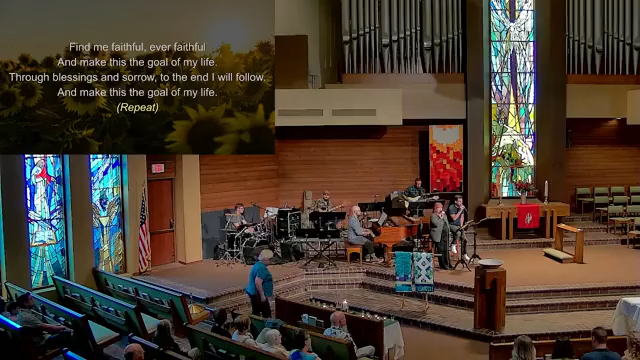 Find me faithful, ever faithful
And make this the goal of my life.
Through blessings and sorrow, to the end I will follow,
And make this the goal of my life.
(Repeat)